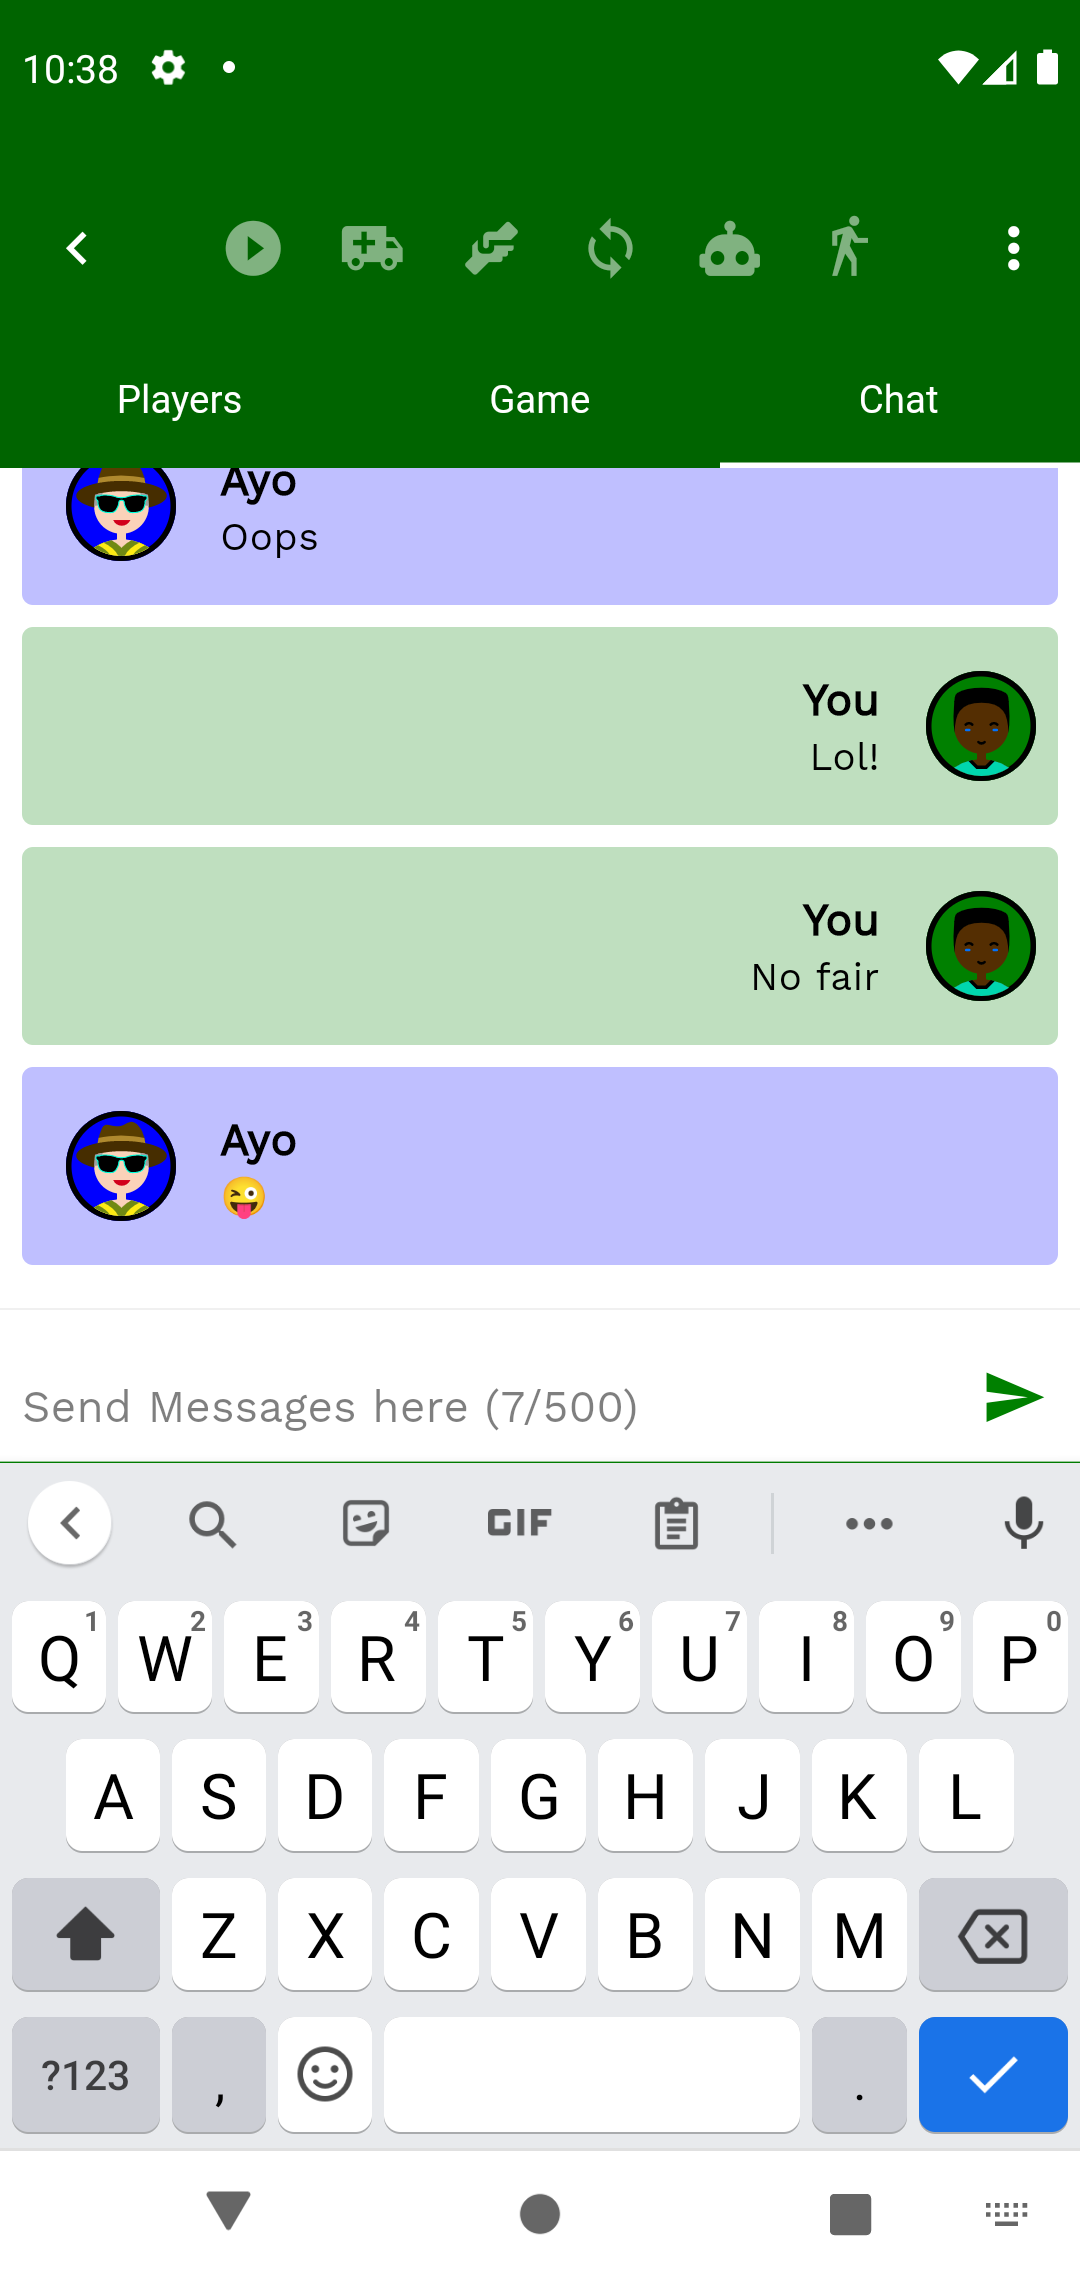 10:38
Players Game Chat
Ayo
Oops
You
Lol!
You
No fair
Ayo
😜
Send Messages here (7/500)
GIF
Q1 W2 E3 R4 T5 Y6 U7 I8 O9 P0
A S D F G H J K L
Z X C V B N M
?123 , .